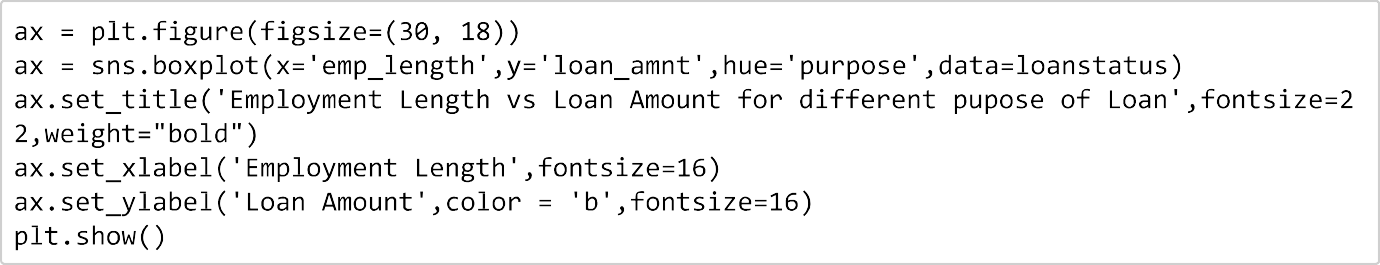 ax = plt.figure(figsize=(30, 18))
ax = sns.boxplot(x='emp_length',y='loan_amnt',hue='purpose',data=loanstatus)
ax.set_title('Employment Length vs Loan Amount for different pupose of Loan',fontsize=2
2,weight="bold")
ax.set_xlabel('Employment Length',fontsize=16)
ax.set_ylabel('Loan Amount',color = 'b',fontsize=16)
plt.show()